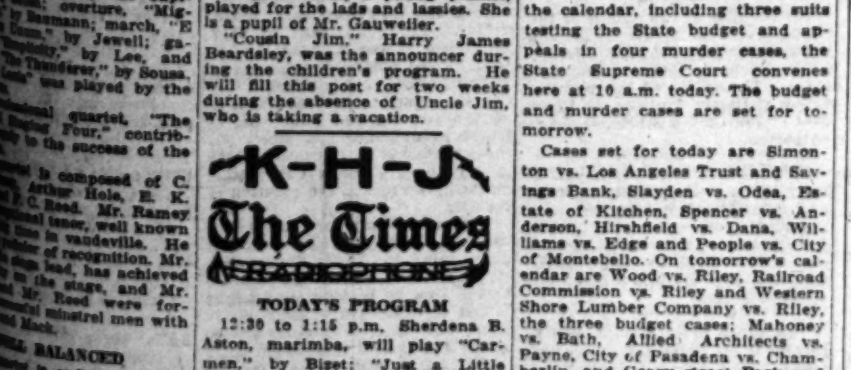 overture, "Mig-
by Baumann; march, "E
by Jewell; ga-
by Lee, and
"The Thunderer," by Sousa.
was played by the
quartet, "The
Four," contrib-
to the success of the
is composed of C.
Arthur Hole, E. K.
F. C. Reed. Mr. Ramey
tenor, well known
time in vaudeville. He
of recognition. Mr.
lead, has achieved
on the stage, and Mr.
Mr. Reed were for-
minstrel men with
Mack.
BALANCED
played for the lads and lassies. She
is a pupil of Mr. Gauweiler.
"Cousin Jim," Harry James
Beardsley, was the announcer dur-
ing the children's program. He
will fill this post for two weeks
during the absence of Uncle Jim,
who is taking a vacation.
K-H-J
The Times
RADIOPHONE
TODAY'S PROGRAM
12:30 to 1:15 p.m. Sherdena B.
Aston, marimba, will play "Car-
men," by Bizet; "Just a Little
the calendar, including three suits
testing the State budget and ap-
peals in four murder cases, the
State Supreme Court convenes
here at 10 a.m. today. The budget
and murder cases are set for to-
morrow.
Cases set for today are Simon-
ton vs. Los Angeles Trust and Sav-
ings Bank, Slayden vs. Odea, Es-
tate of Kitchen, Spencer vs. An-
derson, Hirshfield vs. Dana, Wil-
liams vs. Edge and People vs. City
of Montebello. On tomorrow's cal-
endar are Wood vs. Riley, Railroad
Commission vs. Riley and Western
Shore Lumber Company vs. Riley,
the three budget cases; Mahoney
vs. Bath, Allied Architects vs.
Payne, City of Pasadena vs. Cham-